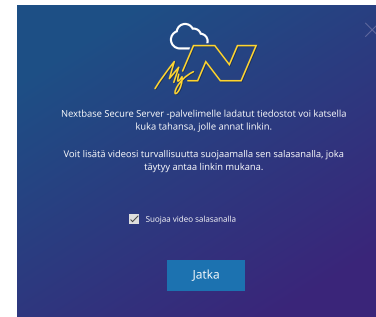 My N
Nextbase Secure Server -palvelimelle ladatut tiedostot voi katsella
kuka tahansa, jolle annat linkin.
Voit lisätä videosi turvallisuutta suojaamalla sen salasanalla, joka
täytyy antaa linkin mukana.
Suojaa video salasanalla
Jatka